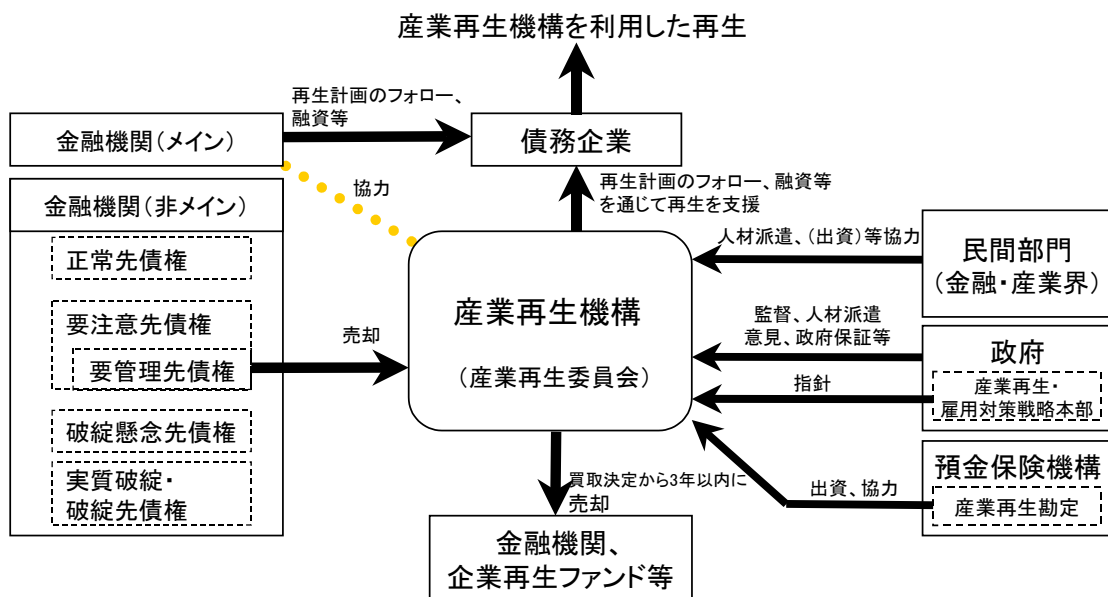 産業再生機構を利用した再生
再生計画のフォロー、
融資等
金融機関(メイン)
債務企業
協力
再生計画のフォロー、融資等
を通じて再生を支援
金融機関(非メイン)
正常先債権
要注意先債権
要管理先債権
破綻懸念先債権
実質破綻・
破綻先債権
売却
産業再生機構
(産業再生委員会)
人材派遣、(出資)等協力
民間部門
(金融・産業界)
監督、人材派遣
意見、政府保証等
政府
指針
産業再生・
雇用対策戦略本部
預金保険機構
出資、協力
産業再生勘定
買取決定から3年以内に
売却
金融機関、
企業再生ファンド等